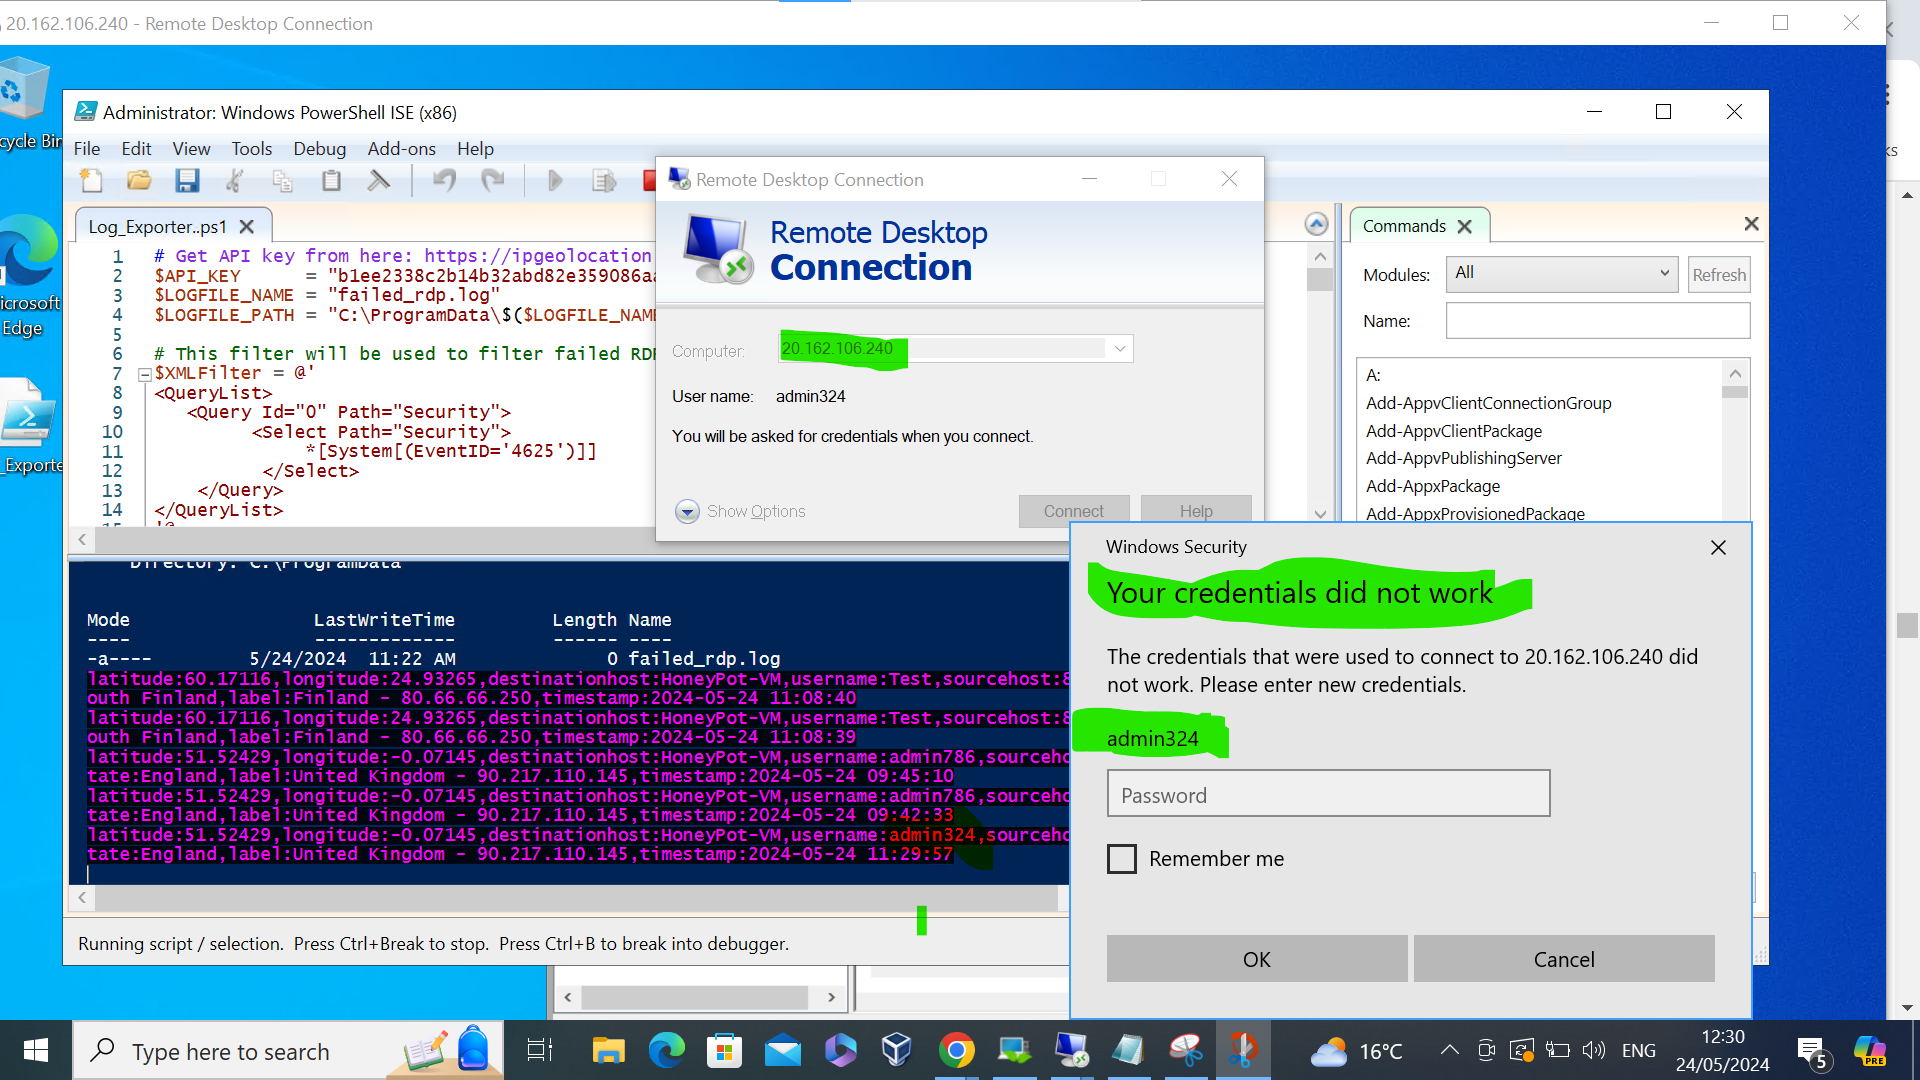 20.162.106.240 - Remote Desktop Connection
cycle Bin
Administrator: Windows PowerShell ISE (x86)
File Edit View Tools Debug Add-ons Help
Log_Exporter..ps1
1 # Get API key from here: https://ipgeolocation.
2 $API_KEY = "b1ee2338c2b14b32abd82e359086aa
3 $LOGFILE_NAME = "failed_rdp.log"
4 $LOGFILE_PATH = "C:\ProgramData\$($LOGFILE_NAME
5
6 # This filter will be used to filter failed RDP
7 $XMLFilter = @'
8 <QueryList>
9 <Query Id="0" Path="Security">
10 <Select Path="Security">
11 *[System[(EventID='4625')]]
12 </Select>
13 </Query>
14 </QueryList>
15 '@
Microsoft
Edge
_Exporte
Remote Desktop Connection
Remote Desktop
Connection
Computer: 20.162.106.240
User name: admin324
You will be asked for credentials when you connect.
Show Options
Connect Help
Commands
Modules: All Refresh
Name:
A:
Add-AppvClientConnectionGroup
Add-AppvClientPackage
Add-AppvPublishingServer
Add-AppxPackage
Add-AppxProvisionedPackage
Directory: C:\ProgramData
Mode LastWriteTime Length Name
---- ------------- ------ ----
-a---- 5/24/2024 11:22 AM 0 failed_rdp.log
latitude:60.17116,longitude:24.93265,destinationhost:HoneyPot-VM,username:Test,sourcehost:8
outh Finland,label:Finland - 80.66.66.250,timestamp:2024-05-24 11:08:40
latitude:60.17116,longitude:24.93265,destinationhost:HoneyPot-VM,username:Test,sourcehost:8
outh Finland,label:Finland - 80.66.66.250,timestamp:2024-05-24 11:08:39
latitude:51.52429,longitude:-0.07145,destinationhost:HoneyPot-VM,username:admin786,sourceho
tate:England,label:United Kingdom - 90.217.110.145,timestamp:2024-05-24 09:45:10
latitude:51.52429,longitude:-0.07145,destinationhost:HoneyPot-VM,username:admin786,sourceho
tate:England,label:United Kingdom - 90.217.110.145,timestamp:2024-05-24 09:42:33
latitude:51.52429,longitude:-0.07145,destinationhost:HoneyPot-VM,username:admin324,sourceho
tate:England,label:United Kingdom - 90.217.110.145,timestamp:2024-05-24 11:29:57
Running script / selection. Press Ctrl+Break to stop. Press Ctrl+B to break into debugger.
Windows Security
Your credentials did not work
The credentials that were used to connect to 20.162.106.240 did
not work. Please enter new credentials.
admin324
Password
Remember me
OK Cancel
ks
Type here to search
16°C
ENG
12:30
24/05/2024
5
PRE